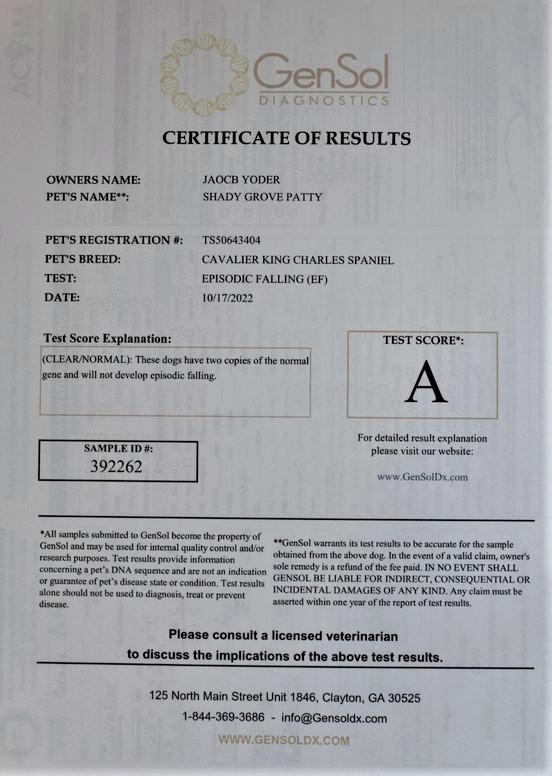 GenSol
DIAGNOSTICS
CERTIFICATE OF RESULTS
OWNERS NAME: JAOCB YODER
PET'S NAME**: SHADY GROVE PATTY
PET'S REGISTRATION #: TS50643404
PET'S BREED: CAVALIER KING CHARLES SPANIEL
TEST: EPISODIC FALLING (EF)
DATE: 10/17/2022
Test Score Explanation:
(CLEAR/NORMAL): These dogs have two copies of the normal
gene and will not develop episodic falling.
TEST SCORE*:
A
SAMPLE ID #:
392262
For detailed result explanation
please visit our website:
www.GenSolDx.com
*All samples submitted to GenSol become the property of
GenSol and may be used for internal quality control and/or
research purposes. Test results provide information
concerning a pet's DNA sequence and are not an indication
or guarantee of pet's disease state or condition. Test results
alone should not be used to diagnosis, treat or prevent
disease.
**GenSol warrants its test results to be accurate for the sample
obtained from the above dog. In the event of a valid claim, owner's
sole remedy is a refund of the fee paid. IN NO EVENT SHALL
GENSOL BE LIABLE FOR INDIRECT, CONSEQUENTIAL OR
INCIDENTAL DAMAGES OF ANY KIND. Any claim must be
asserted within one year of the report of test results.
Please consult a licensed veterinarian
to discuss the implications of the above test results.
125 North Main Street Unit 1846, Clayton, GA 30525
1-844-369-3686 - info@Gensoldx.com
WWW.GENSOLDX.COM